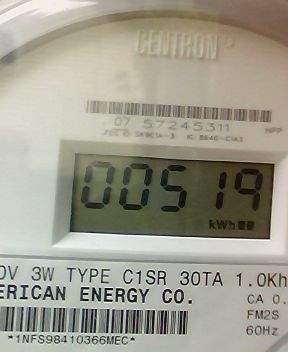 CENTRON®
07 57245311
HPP
00519
kWh
0V 3W TYPE C1SR 30TA 1.0Kh
ERICAN ENERGY CO.
CA 0.
FM2S
60Hz
*1NFS98410366MEC*